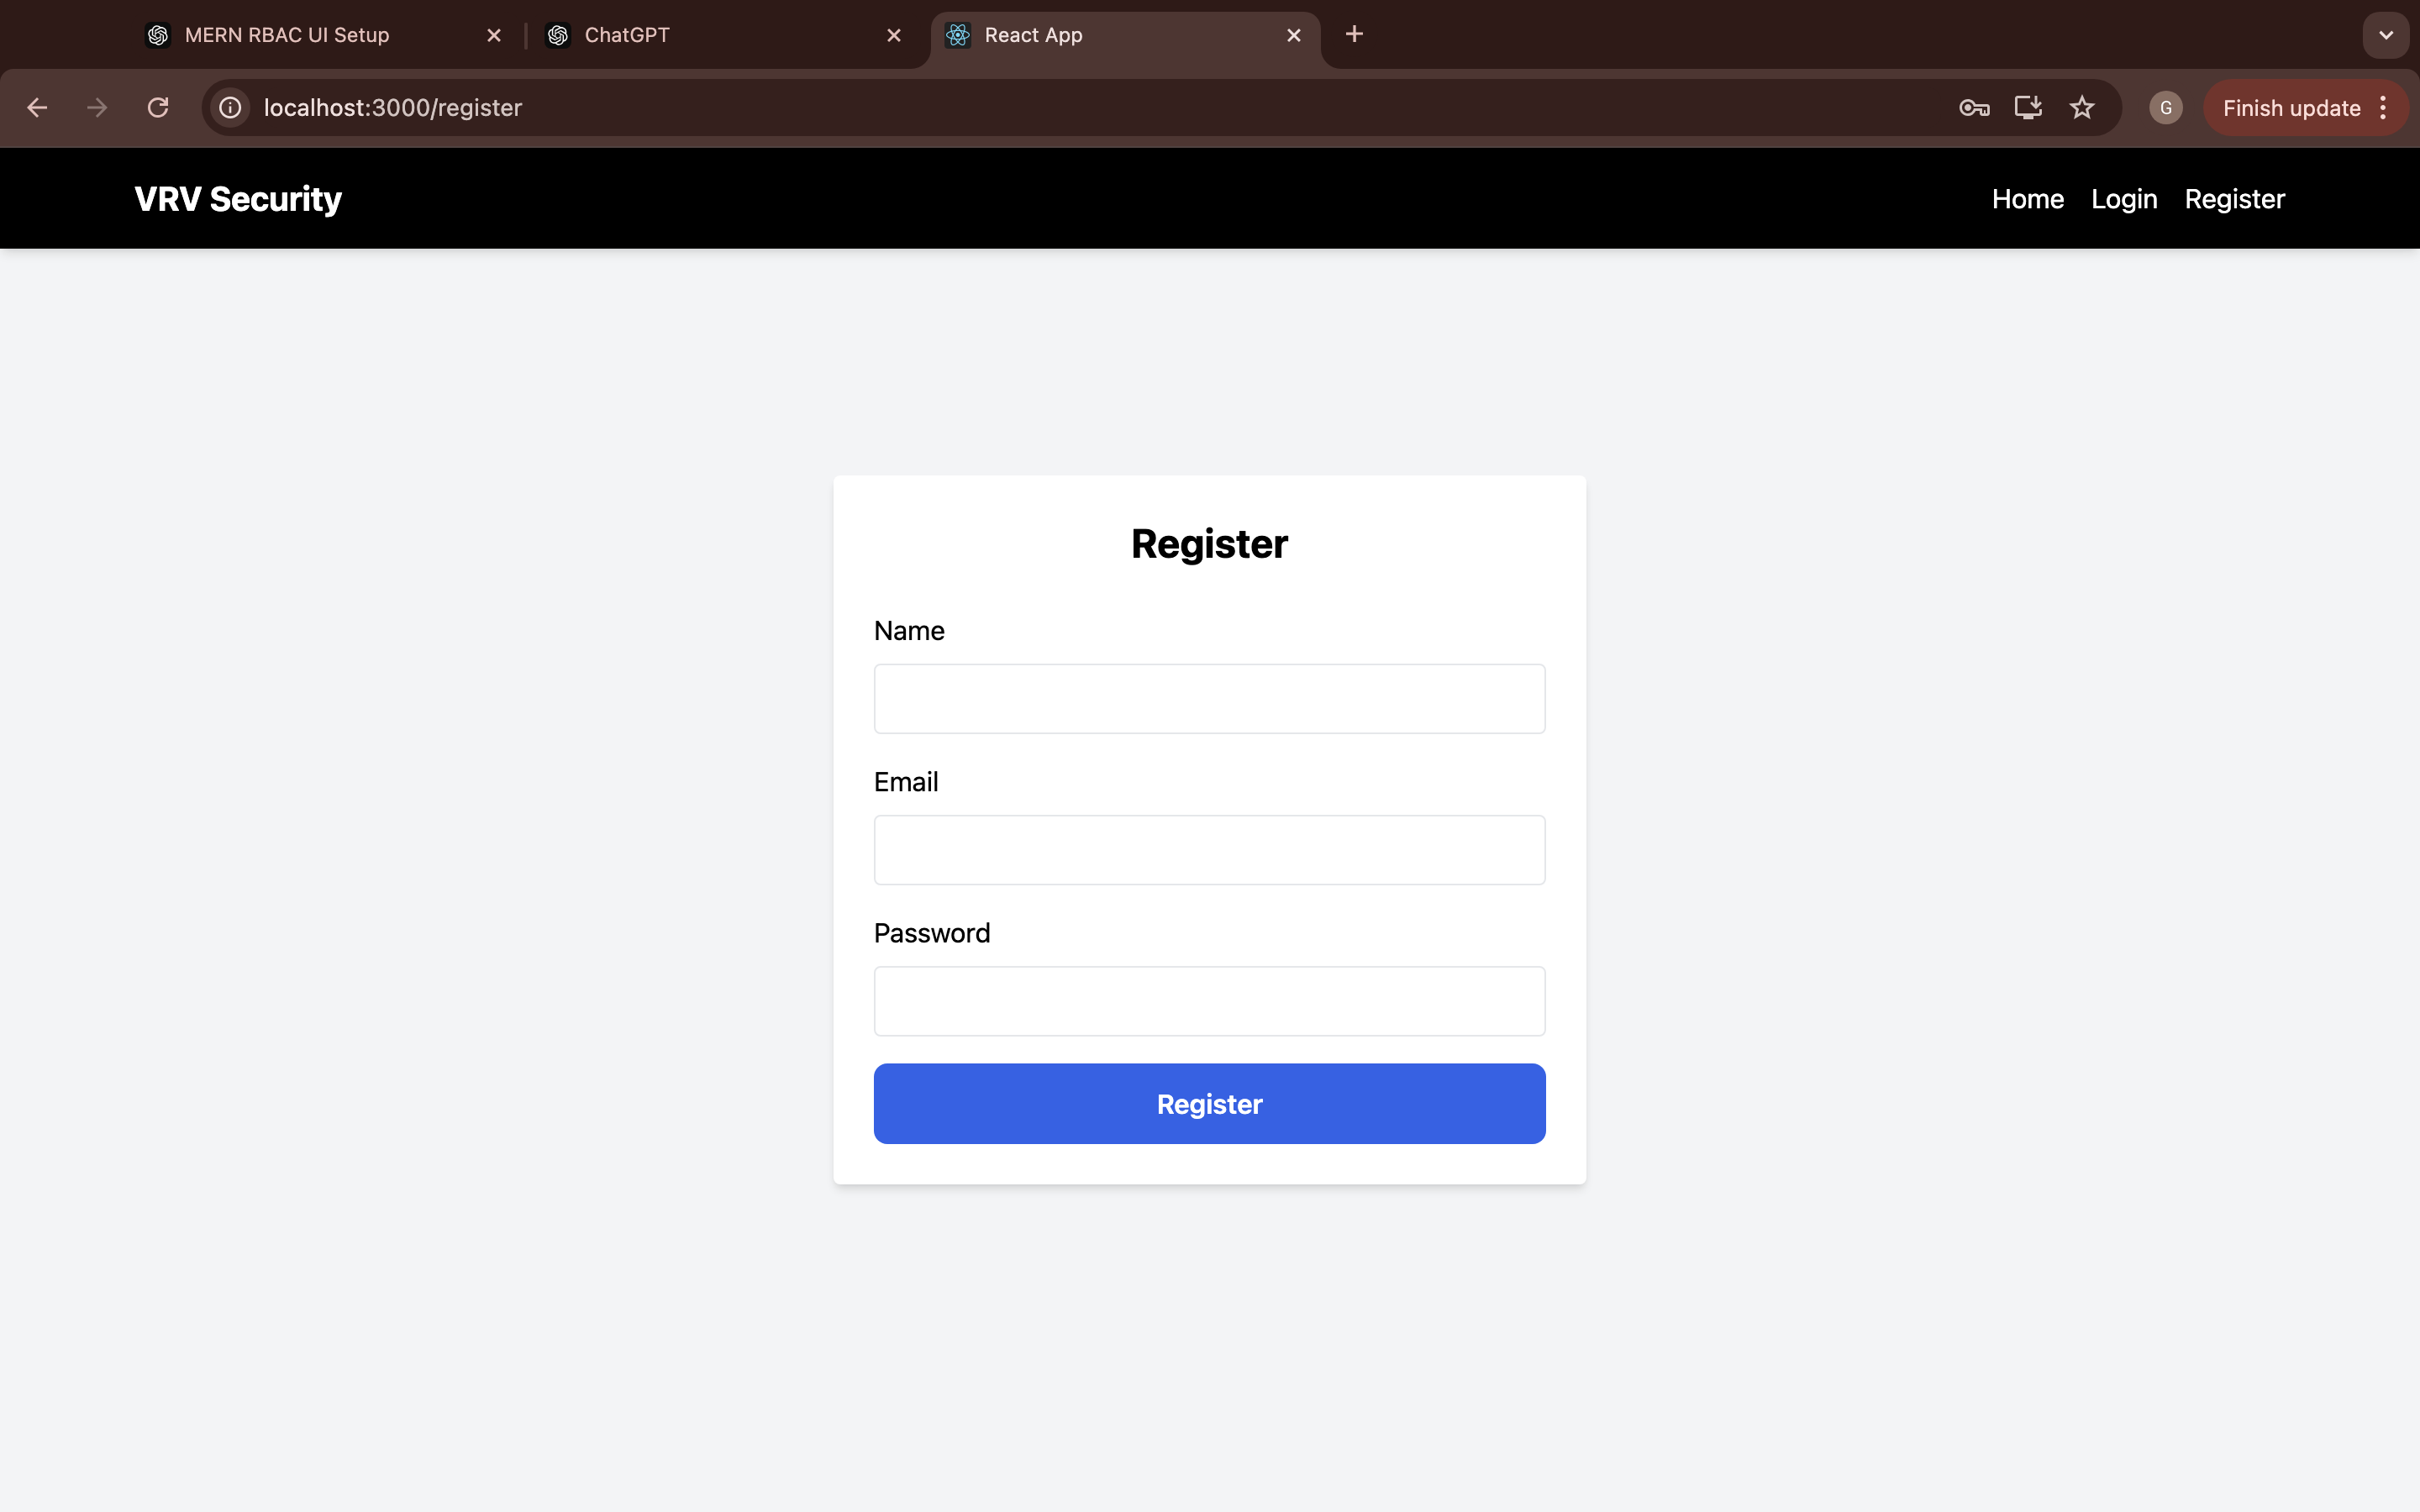 MERN RBAC UI Setup
ChatGPT
React App
localhost:3000/register
G
Finish update
VRV Security
Home Login Register
Register
Name
Email
Password
Register